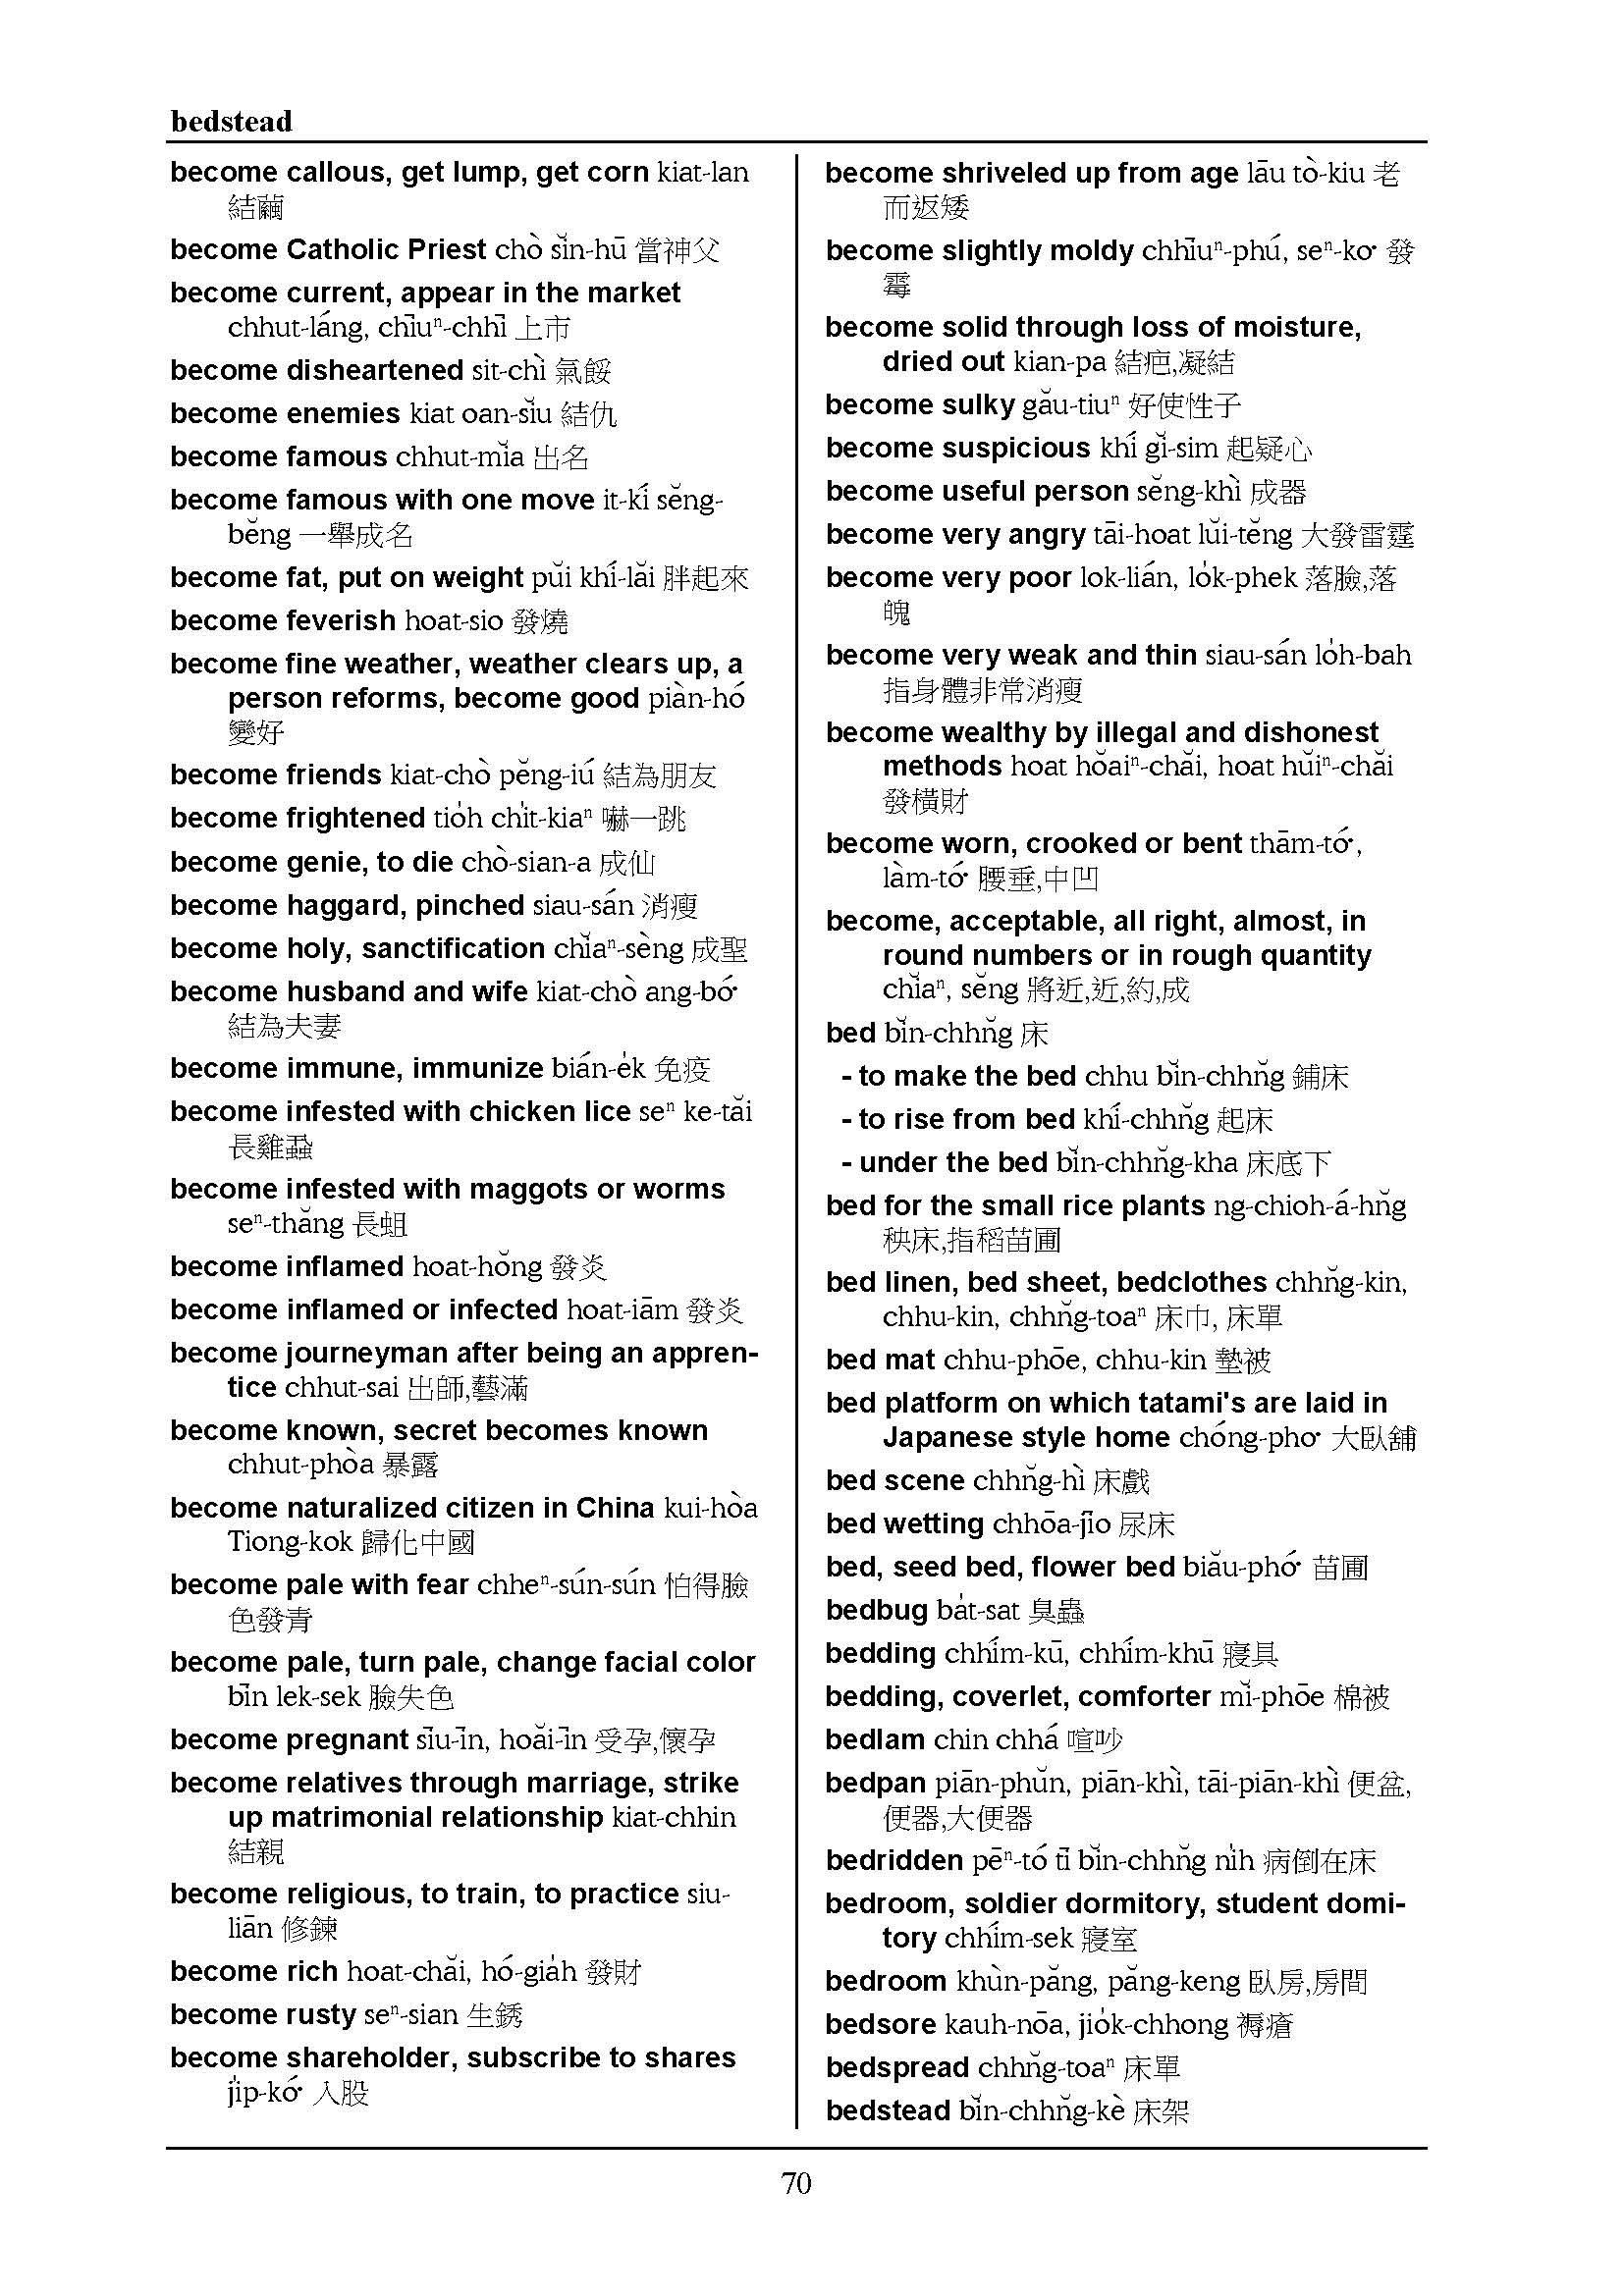 bedstead
become callous, get lump, get corn kiat-lan
結繭
become Catholic Priest chò sĭn-hū 當神父
become current, appear in the market
chhut-láng, chīuⁿ-chhī 上市
become disheartened sit-chì 氣餒
become enemies kiat oan-sĭu 結仇
become famous chhut-mĭa 出名
become famous with one move it-kí sĕng-
bĕng 一舉成名
become fat, put on weight pŭi khí-lăi 胖起來
become feverish hoat-sio 發燒
become fine weather, weather clears up, a
person reforms, become good piàn-hó
變好
become friends kiat-chò pĕng-iú 結為朋友
become frightened tio̍h chi̍t-kiaⁿ 嚇一跳
become genie, to die chò-sian-a 成仙
become haggard, pinched siau-sán 消瘦
become holy, sanctification chĭaⁿ-sèng 成聖
become husband and wife kiat-chò ang-bó͘
結為夫妻
become immune, immunize bián-e̍k 免疫
become infested with chicken lice seⁿ ke-tăi
長雞蝨
become infested with maggots or worms
seⁿ-thăng 長蛆
become inflamed hoat-hŏng 發炎
become inflamed or infected hoat-iām 發炎
become journeyman after being an appren-
tice chhut-sai 出師,藝滿
become known, secret becomes known
chhut-phòa 暴露
become naturalized citizen in China kui-hòa
Tiong-kok 歸化中國
become pale with fear chheⁿ-sún-sún 怕得臉
色發青
become pale, turn pale, change facial color
bīn lek-sek 臉失色
become pregnant sīu-īn, hoăi-īn 受孕,懷孕
become relatives through marriage, strike
up matrimonial relationship kiat-chhin
結親
become religious, to train, to practice siu-
liān 修鍊
become rich hoat-chăi, hó-gia̍h 發財
become rusty seⁿ-sian 生銹
become shareholder, subscribe to shares
ji̍p-kó͘ 入股
become shriveled up from age lāu tò-kiu 老
而返矮
become slightly moldy chhīuⁿ-phú, seⁿ-ko͘ 發
霉
become solid through loss of moisture,
dried out kian-pa 結疤,凝結
become sulky gău-tiuⁿ 好使性子
become suspicious khí gĭ-sim 起疑心
become useful person sĕng-khì 成器
become very angry tāi-hoat lŭi-tĕng 大發雷霆
become very poor lok-lián, lo̍k-phek 落臉,落
魄
become very weak and thin siau-sán lo̍h-bah
指身體非常消瘦
become wealthy by illegal and dishonest
methods hoat hŏaiⁿ-chăi, hoat hŭiⁿ-chăi
發橫財
become worn, crooked or bent thām-tó͘,
làm-tó͘ 腰垂,中凹
become, acceptable, all right, almost, in
round numbers or in rough quantity
chĭaⁿ, sĕng 將近,近,約,成
bed bĭn-chhn̆g 床
- to make the bed chhu bĭn-chhn̆g 鋪床
- to rise from bed khí-chhn̆g 起床
- under the bed bĭn-chhn̆g-kha 床底下
bed for the small rice plants ng-chioh-á-hn̆g
秧床,指稻苗圃
bed linen, bed sheet, bedclothes chhn̆g-kin,
chhu-kin, chhn̆g-toaⁿ 床巾, 床單
bed mat chhu-phōe, chhu-kin 墊被
bed platform on which tatami's are laid in
Japanese style home chóng-pho͘ 大臥舖
bed scene chhn̆g-hì 床戲
bed wetting chhōa-jīo 尿床
bed, seed bed, flower bed biău-phó͘ 苗圃
bedbug ba̍t-sat 臭蟲
bedding chhím-kū, chhím-khū 寢具
bedding, coverlet, comforter mĭ-phōe 棉被
bedlam chin chhá 喧吵
bedpan piān-phŭn, piān-khì, tāi-piān-khì 便盆,
便器,大便器
bedridden pēⁿ-tó tī bĭn-chhn̆g ni̍h 病倒在床
bedroom, soldier dormitory, student domi-
tory chhím-sek 寢室
bedroom khùn-păng, păng-keng 臥房,房間
bedsore kauh-nōa, jio̍k-chhong 褥瘡
bedspread chhn̆g-toaⁿ 床單
bedstead bĭn-chhn̆g-kè 床架
70